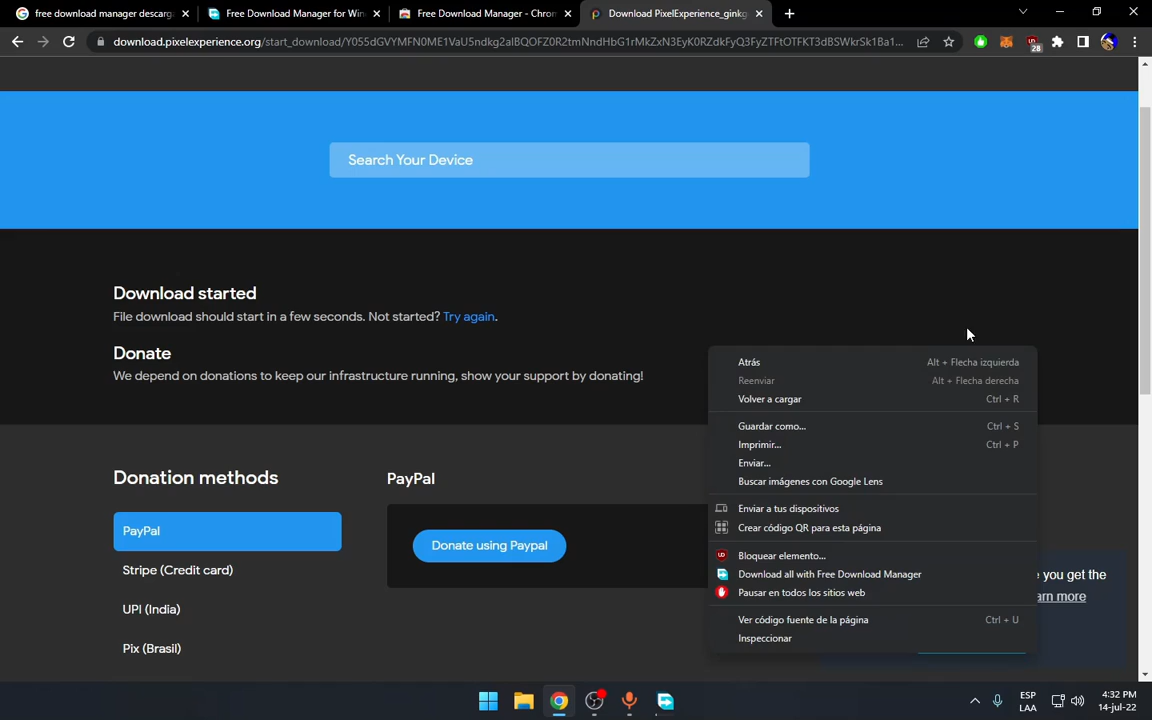 free download manager descarg
Free Download Manager for Win
Free Download Manager - Chrom
Download PixelExperience_ginkg
download.pixelexperience.org/start_download/
28
Search Your Device
Download started
File download should start in a few seconds. Not started? Try again.
Donate
We depend on donations to keep our infrastructure running, show your support by donating!
Donation methods
PayPal
Stripe (Credit card)
UPI (India)
Pix (Brasil)
PayPal
Donate using Paypal
Atrás Alt + Flecha izquierda
Reenviar Alt + Flecha derecha
Volver a cargar Ctrl + R
Guardar como... Ctrl + S
Imprimir... Ctrl + P
Enviar...
Buscar imágenes con Google Lens
Enviar a tus dispositivos
Crear código QR para esta página
Bloquear elemento...
Download all with Free Download Manager
Pausar en todos los sitios web
Ver código fuente de la página Ctrl + U
Inspeccionar
you get the
arn more
ESP
LAA
4:32 PM
14-jul-22